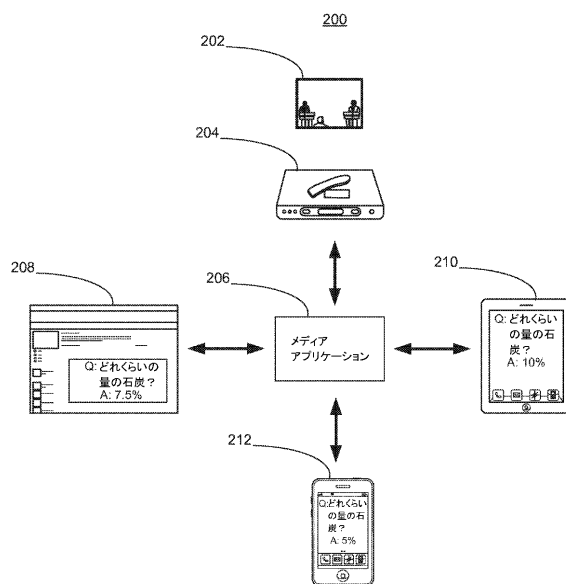 200
202
204
208
206
210
メディア
アプリケーション
Q: どれくらいの
量の石炭？
A: 7.5%
Q: どれくらい
の量の石
炭？
A: 10%
212
Q:どれくらい
の量の石
炭？
A: 5%